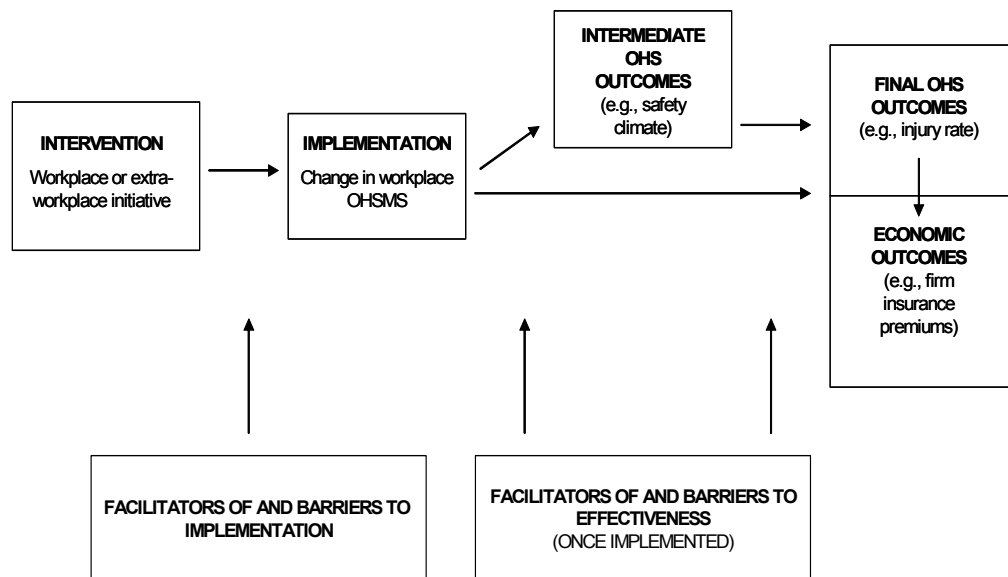 INTERMEDIATE
OHS
OUTCOMES
(e.g., safety
climate)
FINAL OHS
OUTCOMES
(e.g., injury rate)
INTERVENTION
Workplace or extra-
workplace initiative
IMPLEMENTATION
Change in workplace
OHSMS
ECONOMIC
OUTCOMES
(e.g., firm
insurance
premiums)
FACILITATORS OF AND BARRIERS TO
IMPLEMENTATION
FACILITATORS OF AND BARRIERS TO
EFFECTIVENESS
(ONCE IMPLEMENTED)